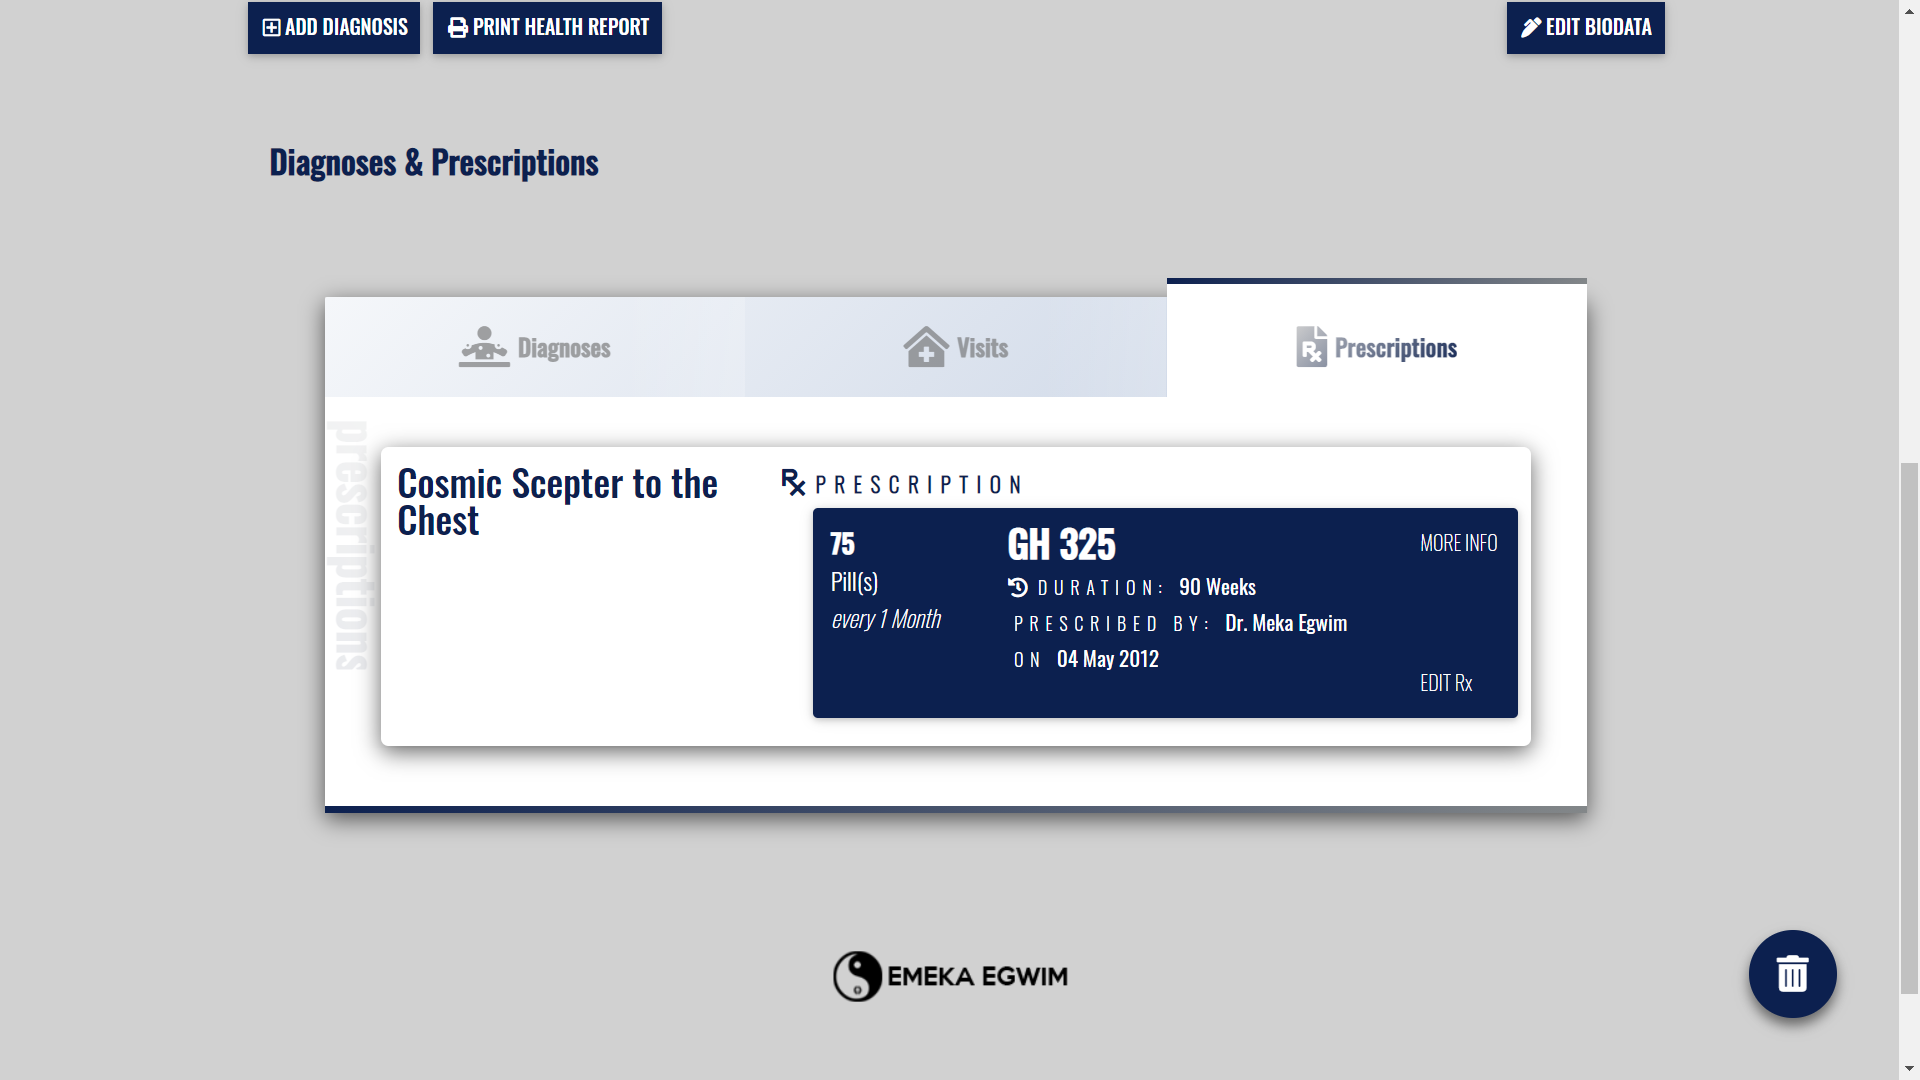 ADD DIAGNOSIS
PRINT HEALTH REPORT
EDIT BIODATA
Diagnoses & Prescriptions
Diagnoses
Visits
Prescriptions
prescriptions
Cosmic Scepter to the
Chest
Rx PRESCRIPTION
75
Pill(s)
every 1 Month
GH 325
DURATION: 90 Weeks
PRESCRIBED BY: Dr. Meka Egwim
ON 04 May 2012
MORE INFO
EDIT Rx
EMEKA EGWIM